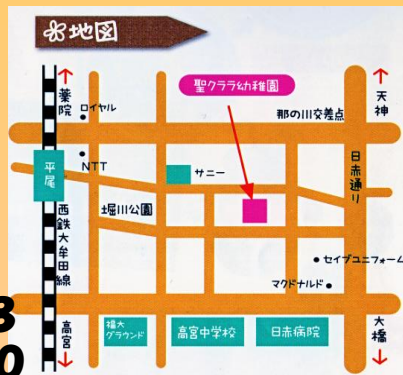 地図
薬院
ロイヤル
聖クララ幼稚園
天神
那の川交差点
平尾
NTT
サニー
日赤通り
西鉄大牟田線
堀川公園
セイブユニフォーム
マクドナルド
高宮
福大
グラウンド
高宮中学校
日赤病院
大橋
3
0